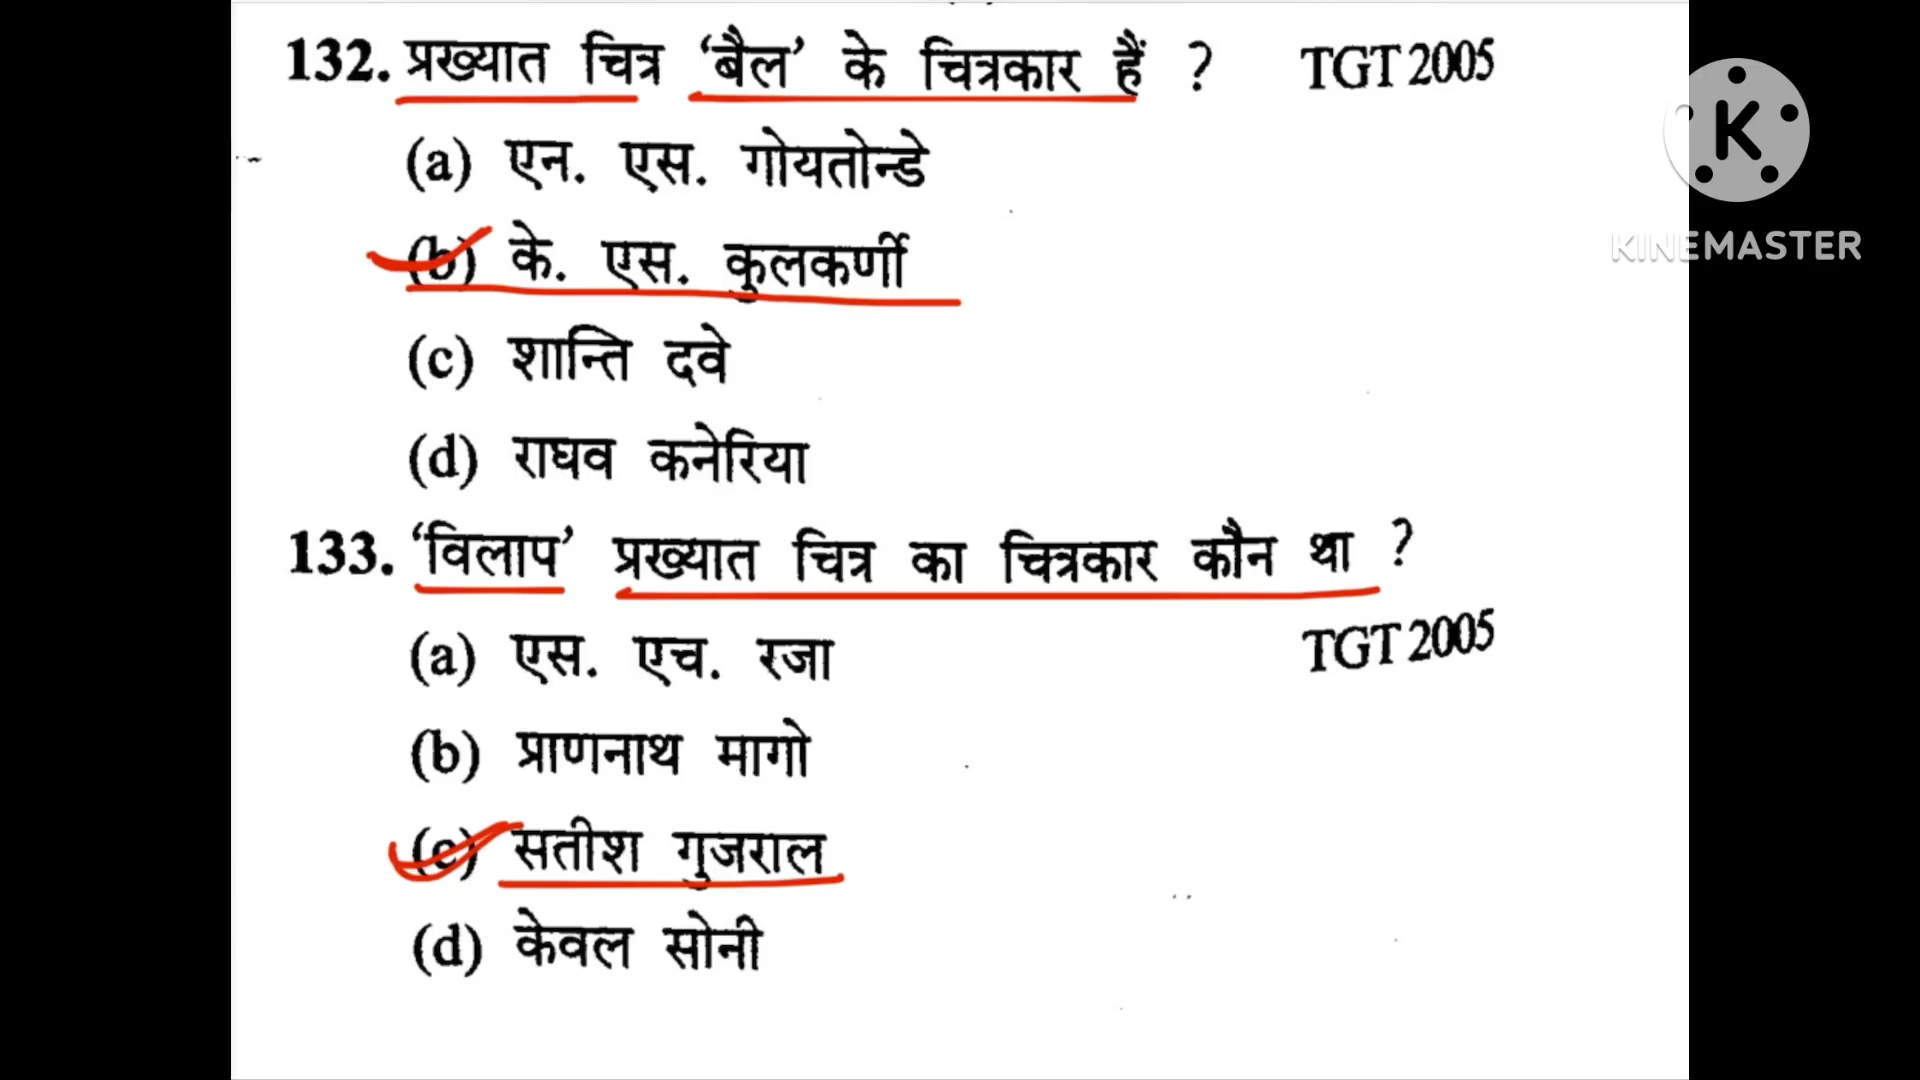 132. प्रख्यात चित्र ‘बैल’ के चित्रकार हैं ? TGT 2005
(a) एन. एस. गोयतोन्डे
(b) के. एस. कुलकर्णी
(c) शान्ति दवे
(d) राघव कनेरिया
133. ‘विलाप’ प्रख्यात चित्र का चित्रकार कौन था ?
TGT 2005
(a) एस. एच. रजा
(b) प्राणनाथ मागो
(c) सतीश गुजराल
(d) केवल सोनी
K
KINEMASTER